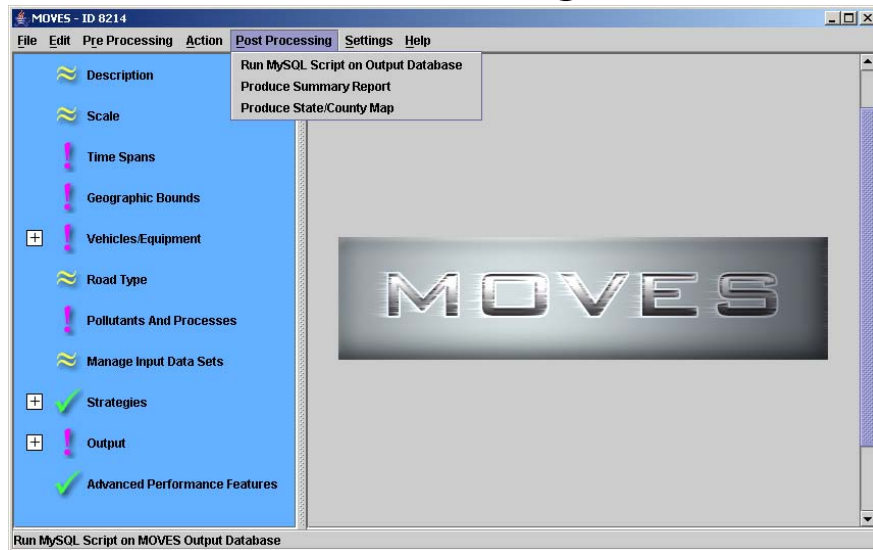 MOVES - ID 8214
File Edit Pre Processing Action Post Processing Settings Help
Run MySQL Script on Output Database
Produce Summary Report
Produce State/County Map
Description
Scale
Time Spans
Geographic Bounds
Vehicles/Equipment
Road Type
Pollutants And Processes
Manage Input Data Sets
Strategies
Output
Advanced Performance Features
MOVES
Run MySQL Script on MOVES Output Database